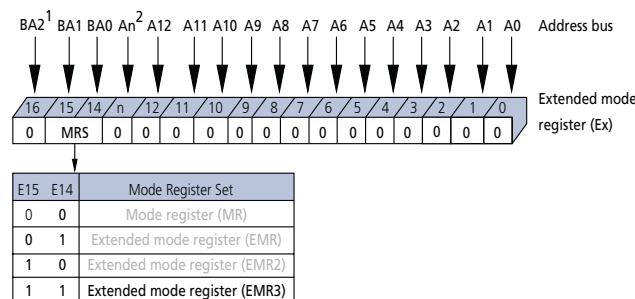 BA2¹ BA1 BA0 An² A12 A11 A10 A9 A8 A7 A6 A5 A4 A3 A2 A1 A0 Address bus
16 15 14 n 12 11 10 9 8 7 6 5 4 3 2 1 0 Extended mode
0 MRS 0 0 0 0 0 0 0 0 0 0 0 0 0 0 register (Ex)
E15 E14 Mode Register Set
0 0 Mode register (MR)
0 1 Extended mode register (EMR)
1 0 Extended mode register (EMR2)
1 1 Extended mode register (EMR3)